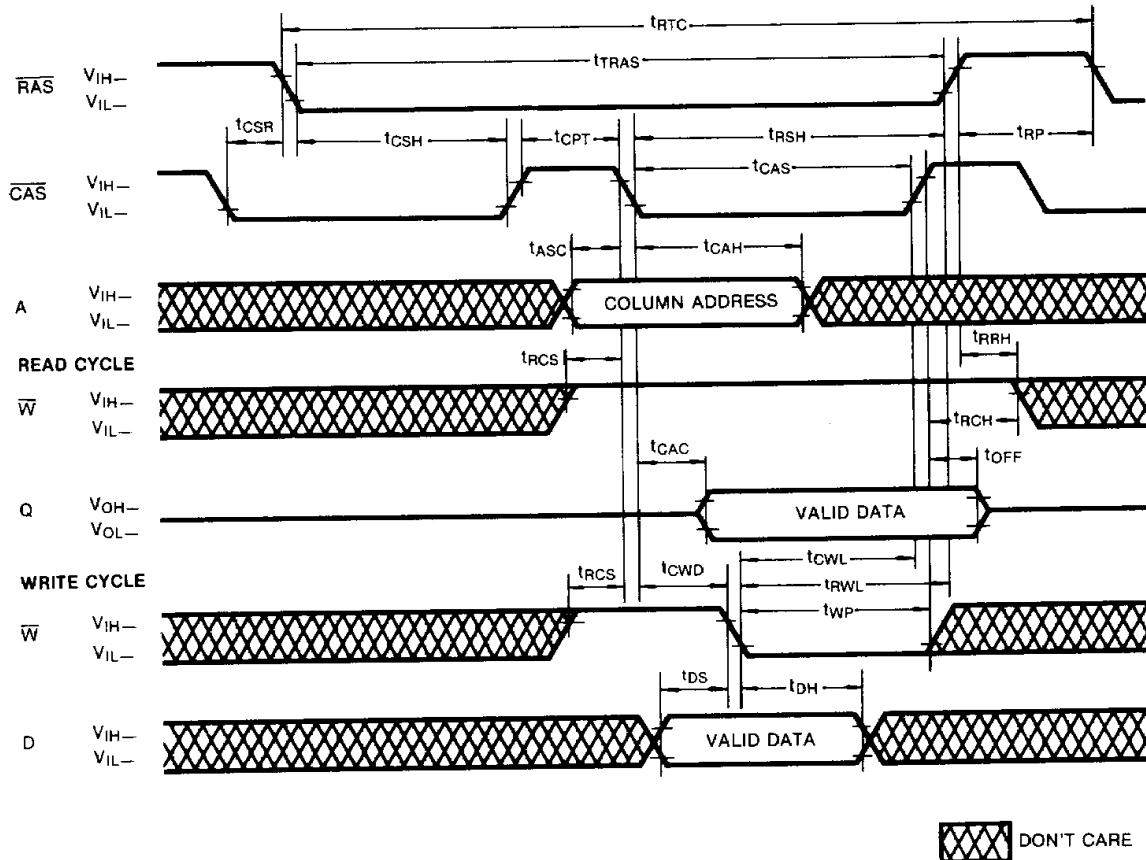 tRTC
tTRAS
RAS
VIH—
VIL—
tCSR
tCSH
tCPT
tRSH
tRP
CAS
VIH—
VIL—
tCAS
tASC
tCAH
A
VIH—
VIL—
COLUMN ADDRESS
tRRH
READ CYCLE
tRCS
W
VIH—
VIL—
tRCH
tCAC
tOFF
Q
VOH—
VOL—
VALID DATA
tCWL
WRITE CYCLE
tRCS
tCWD
tRWL
tWP
W
VIH—
VIL—
tDS
tDH
D
VIH—
VIL—
VALID DATA
DON'T CARE